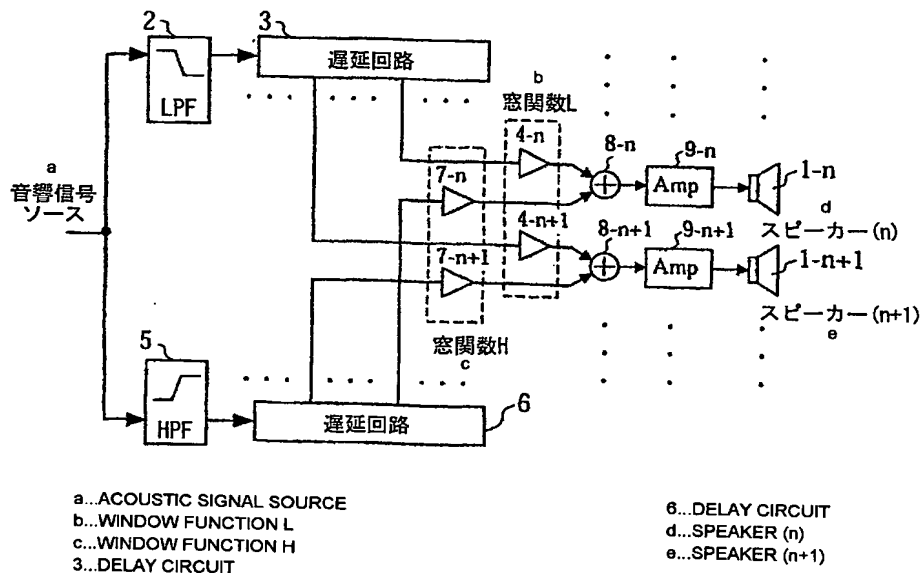 2
3
遅延回路
LPF
b
窓関数L
4-n
8-n
9-n
7-n
Amp
1-n
a
音響信号
ソース
d
スピーカー(n)
4-n+1
8-n+1
9-n+1
7-n+1
Amp
1-n+1
スピーカー(n+1)
e
窓関数H
c
5
HPF
遅延回路
6
a...ACOUSTIC SIGNAL SOURCE
b...WINDOW FUNCTION L
c...WINDOW FUNCTION H
3...DELAY CIRCUIT
6...DELAY CIRCUIT
d...SPEAKER (n)
e...SPEAKER (n+1)